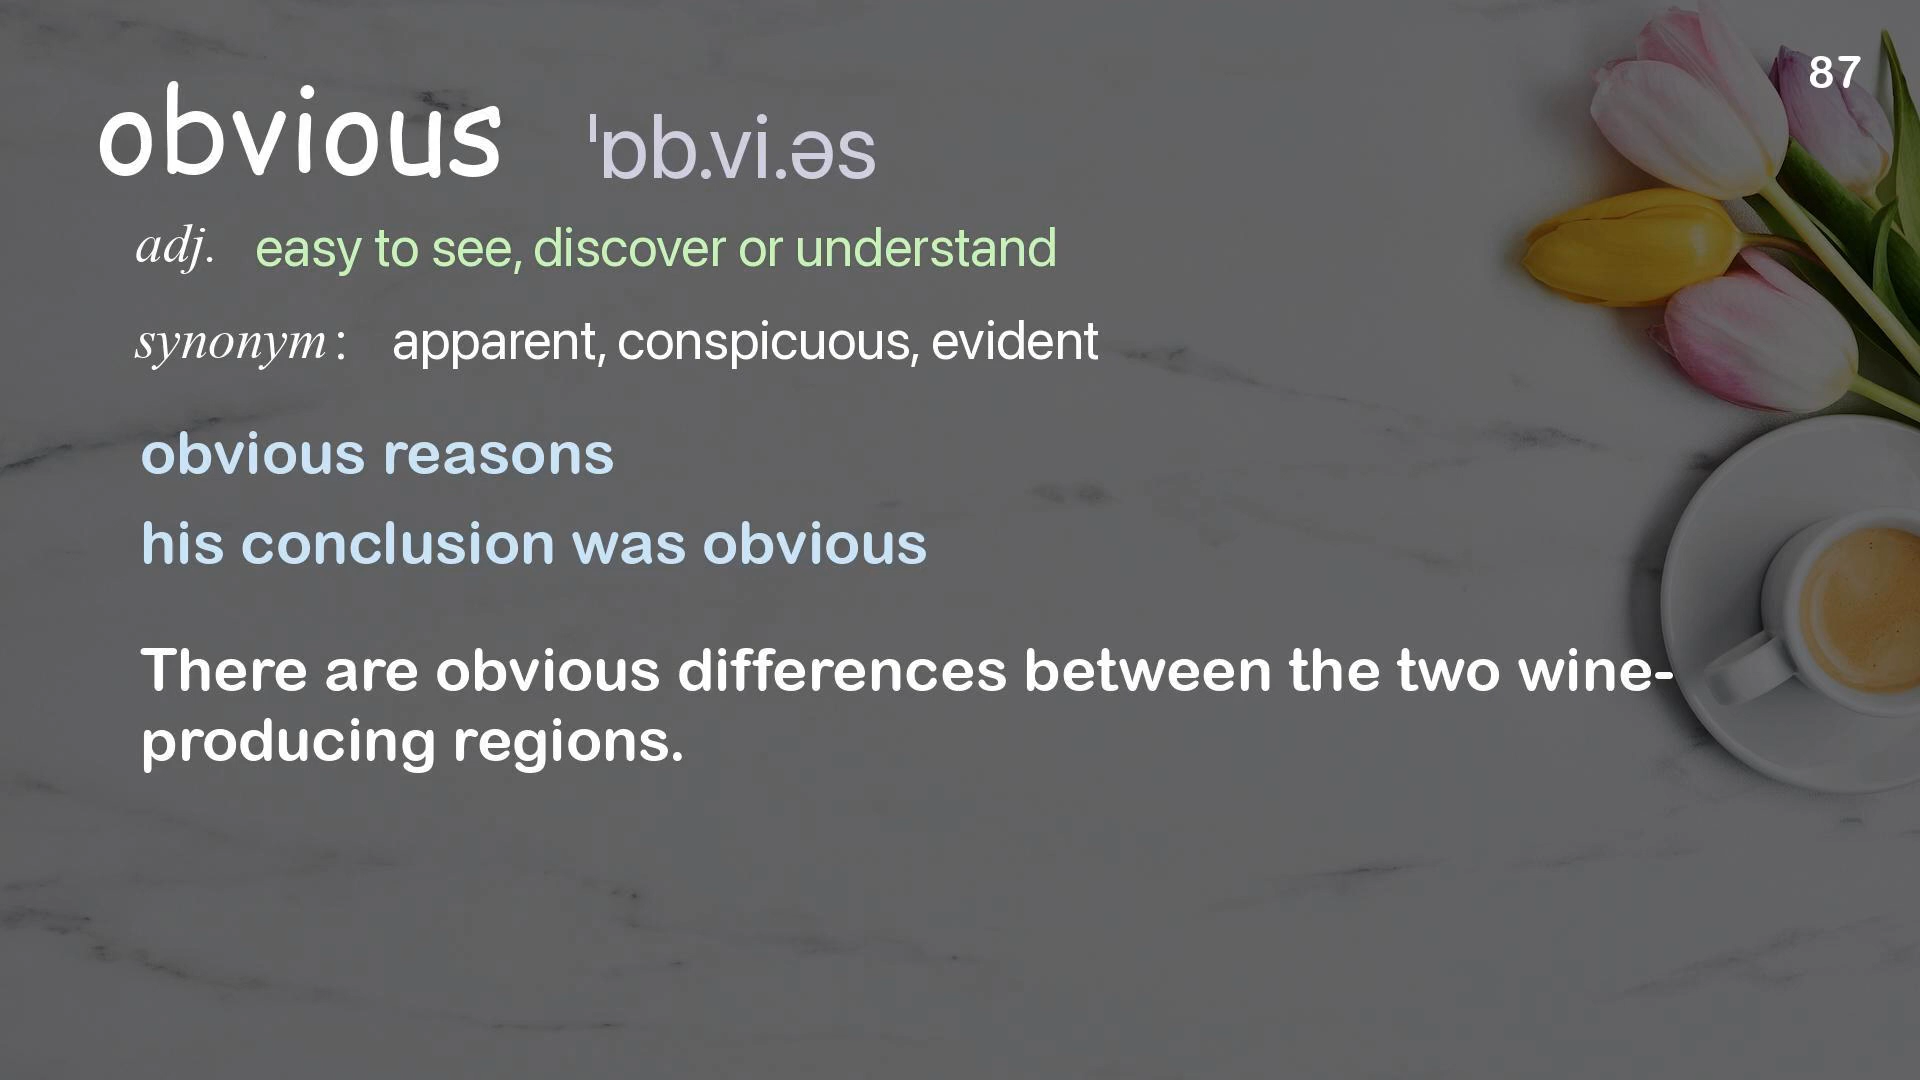 87
obvious ˈɒb.vi.əs
adj. easy to see, discover or understand
synonym : apparent, conspicuous, evident
obvious reasons
his conclusion was obvious
There are obvious differences between the two wine-
producing regions.